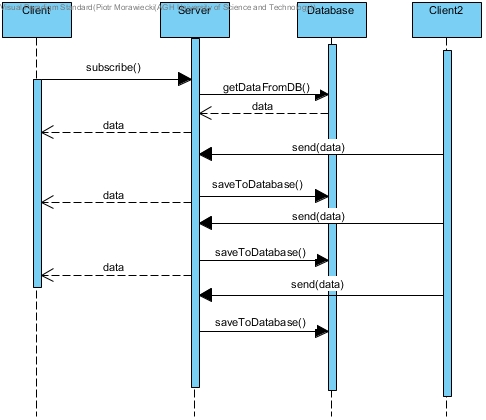 Visual Paradigm Standard(Piotr Morawiecki(AGH University of Science and Technology))
Client
Server
Database
Client2
subscribe()
getDataFromDB()
data
data
send(data)
saveToDatabase()
data
send(data)
saveToDatabase()
data
send(data)
saveToDatabase()